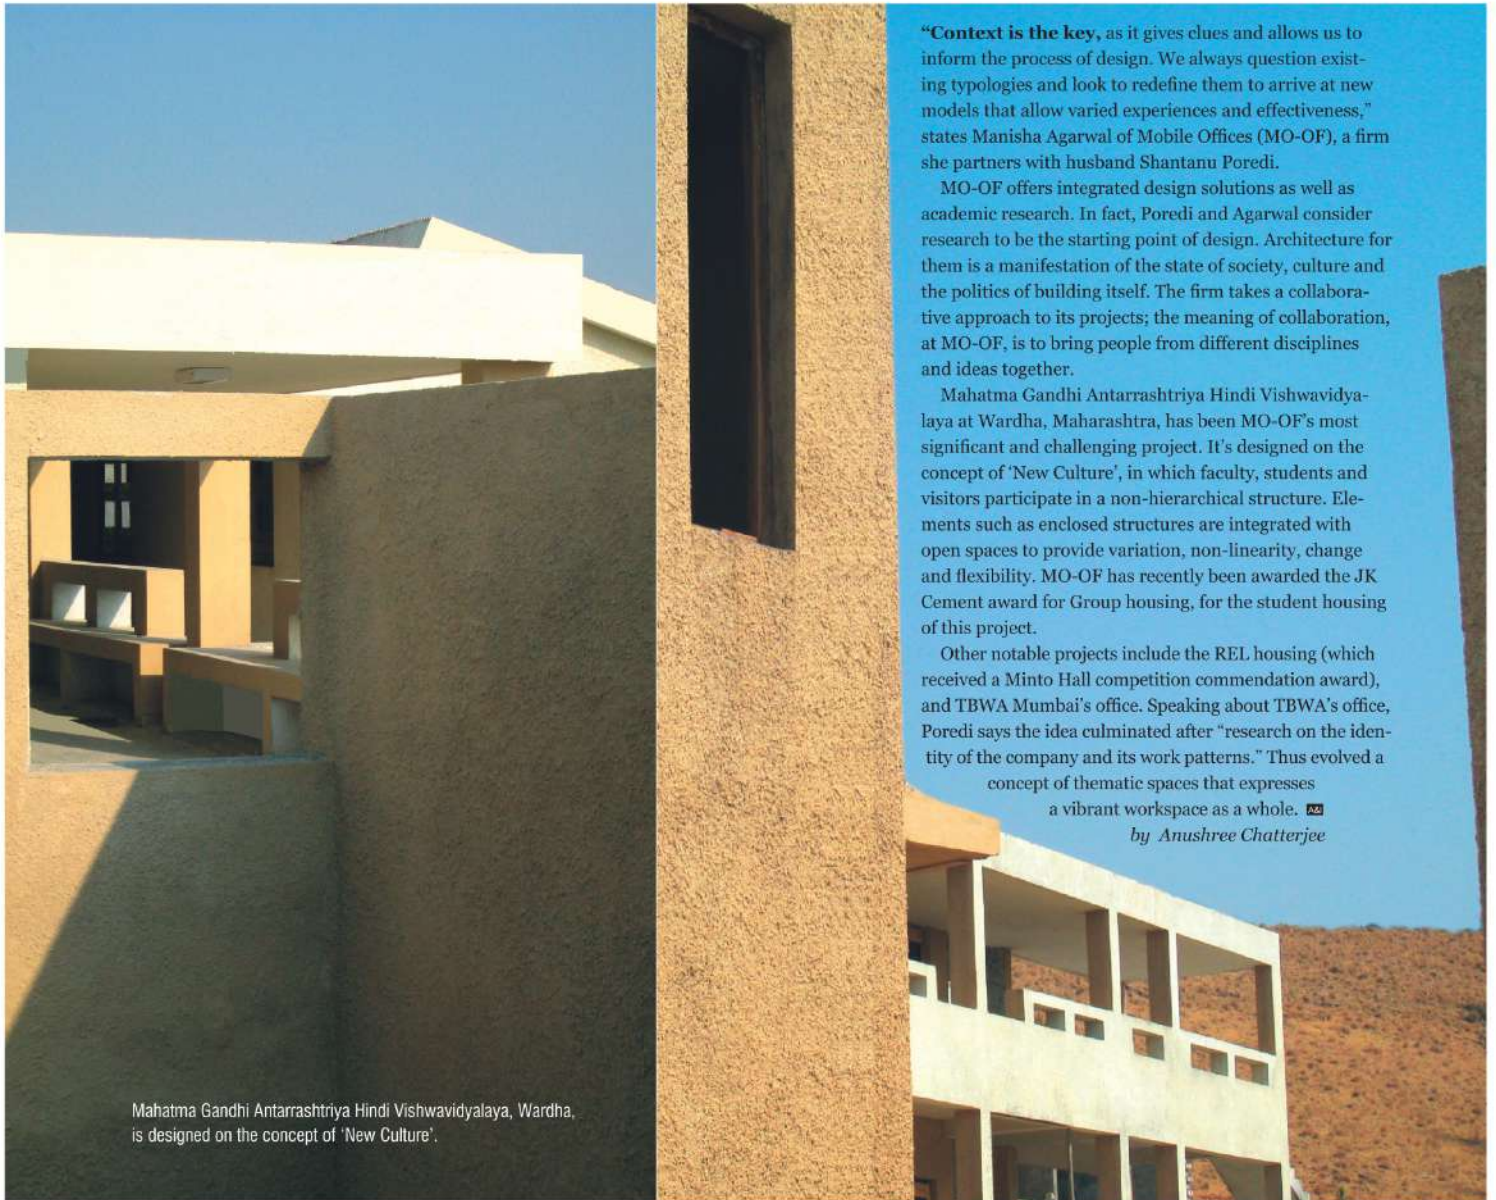 “Context is the key, as it gives clues and allows us to
inform the process of design. We always question exist-
ing typologies and look to redefine them to arrive at new
models that allow varied experiences and effectiveness,”
states Manisha Agarwal of Mobile Offices (MO-OF), a firm
she partners with husband Shantanu Poredi.
MO-OF offers integrated design solutions as well as
academic research. In fact, Poredi and Agarwal consider
research to be the starting point of design. Architecture for
them is a manifestation of the state of society, culture and
the politics of building itself. The firm takes a collabora-
tive approach to its projects; the meaning of collaboration,
at MO-OF, is to bring people from different disciplines
and ideas together.
Mahatma Gandhi Antarrashtriya Hindi Vishwavidya-
laya at Wardha, Maharashtra, has been MO-OF’s most
significant and challenging project. It’s designed on the
concept of ‘New Culture’, in which faculty, students and
visitors participate in a non-hierarchical structure. Ele-
ments such as enclosed structures are integrated with
open spaces to provide variation, non-linearity, change
and flexibility. MO-OF has recently been awarded the JK
Cement award for Group housing, for the student housing
of this project.
Other notable projects include the REL housing (which
received a Minto Hall competition commendation award),
and TBWA Mumbai’s office. Speaking about TBWA’s office,
Poredi says the idea culminated after “research on the iden-
tity of the company and its work patterns.” Thus evolved a
concept of thematic spaces that expresses
a vibrant workspace as a whole. A&I
by Anushree Chatterjee
Mahatma Gandhi Antarrashtriya Hindi Vishwavidyalaya, Wardha,
is designed on the concept of ‘New Culture’.